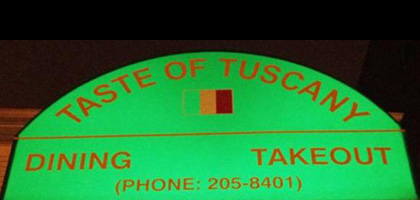 TASTE OF TUSCANY
DINING TAKEOUT
(PHONE: 205-8401)